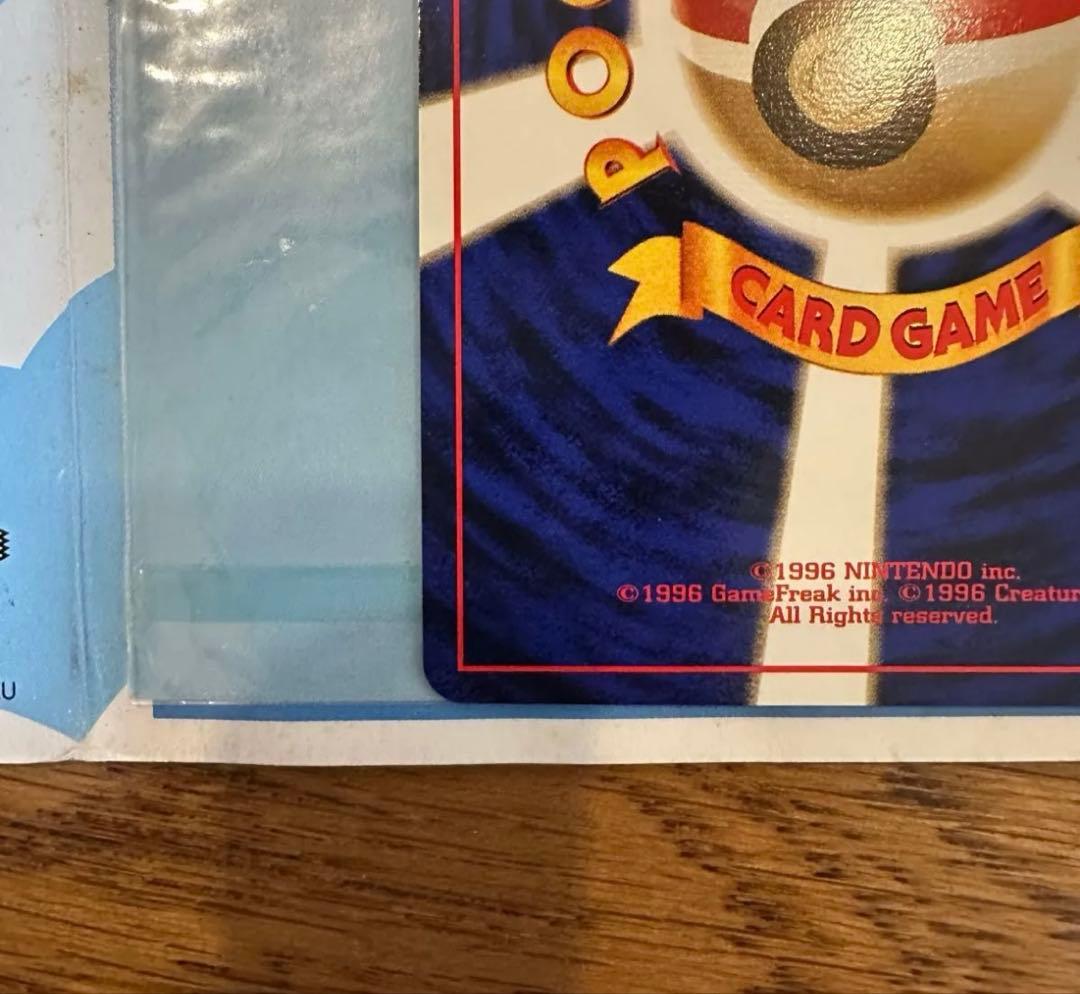 PO
CARD GAME
©1996 NINTENDO inc.
©1996 GameFreak inc. ©1996 Creatur
All Rights reserved.
U